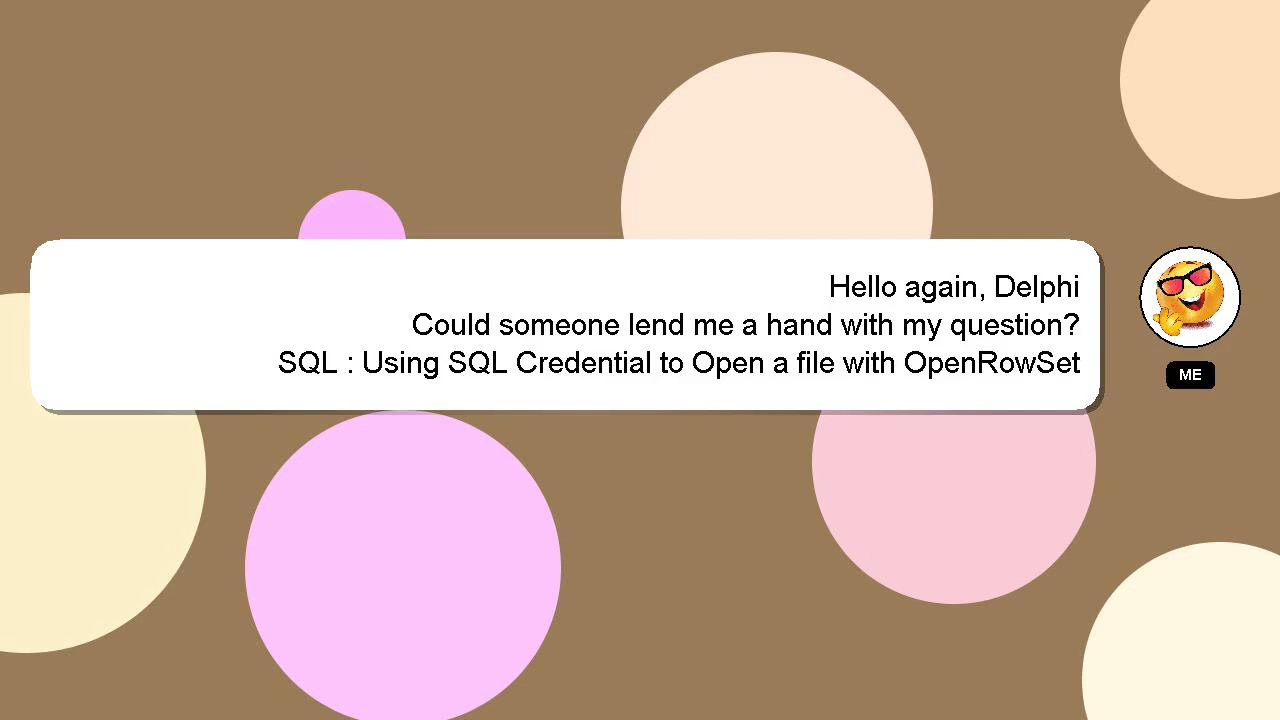 Hello again, Delphi
Could someone lend me a hand with my question?
SQL : Using SQL Credential to Open a file with OpenRowSet
ME